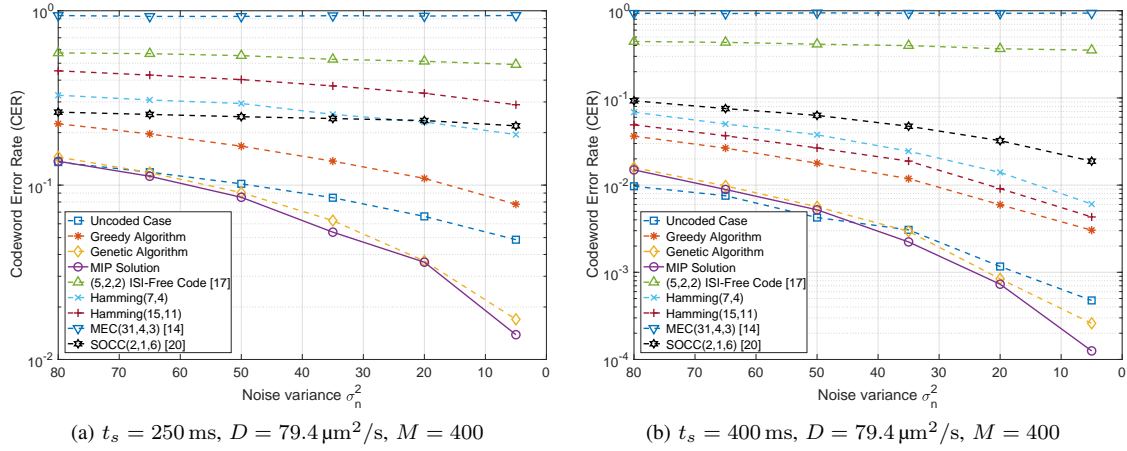 Codeword Error Rate (CER)
10^0
10^-1
10^-2
Uncoded Case
Greedy Algorithm
Genetic Algorithm
MIP Solution
(5,2,2) ISI-Free Code [17]
Hamming(7,4)
Hamming(15,11)
MEC(31,4,3) [14]
SOCC(2,1,6) [20]
80 70 60 50 40 30 20 10 0
Noise variance σ_n^2
(a) t_s = 250 ms, D = 79.4 µm²/s, M = 400
Codeword Error Rate (CER)
10^0
10^-1
10^-2
10^-3
10^-4
Uncoded Case
Greedy Algorithm
Genetic Algorithm
MIP Solution
(5,2,2) ISI-Free Code [17]
Hamming(7,4)
Hamming(15,11)
MEC(31,4,3) [14]
SOCC(2,1,6) [20]
80 70 60 50 40 30 20 10 0
Noise variance σ_n^2
(b) t_s = 400 ms, D = 79.4 µm²/s, M = 400